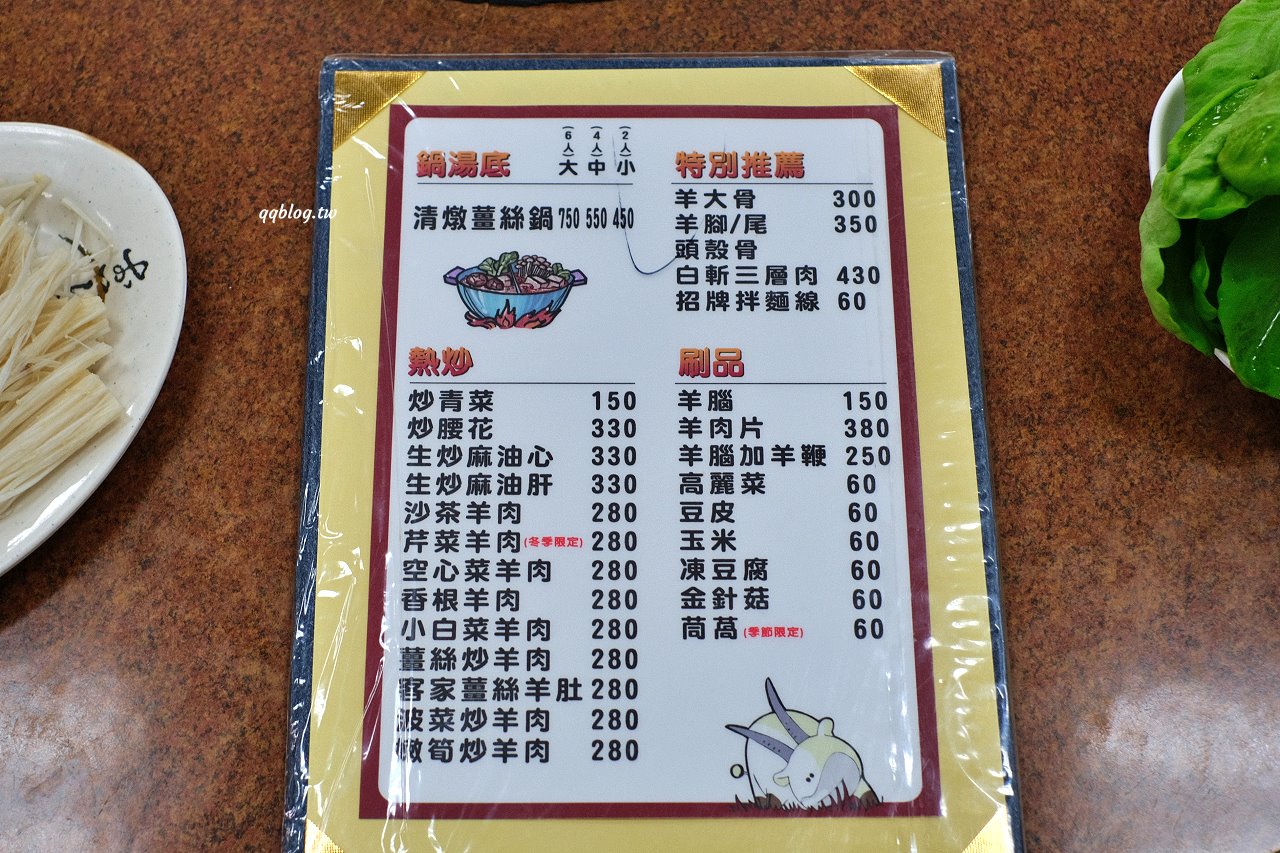 鍋湯底 (6人)大 (4人)中 (2人)小
清燉薑絲鍋 750 550 450
熱炒
炒青菜 150
炒腰花 330
生炒麻油心 330
生炒麻油肝 330
沙茶羊肉 280
芹菜羊肉(冬季限定) 280
空心菜羊肉 280
香根羊肉 280
小白菜羊肉 280
薑絲炒羊肉 280
客家薑絲羊肚 280
菠菜炒羊肉 280
嫩筍炒羊肉 280
特別推薦
羊大骨 300
羊腳/尾 350
頭殼骨
白斬三層肉 430
招牌拌麵線 60
刷品
羊腦 150
羊肉片 380
羊腦加羊鞭 250
高麗菜 60
豆皮 60
玉米 60
凍豆腐 60
金針菇 60
茼萵(季節限定) 60
qqblog.tw